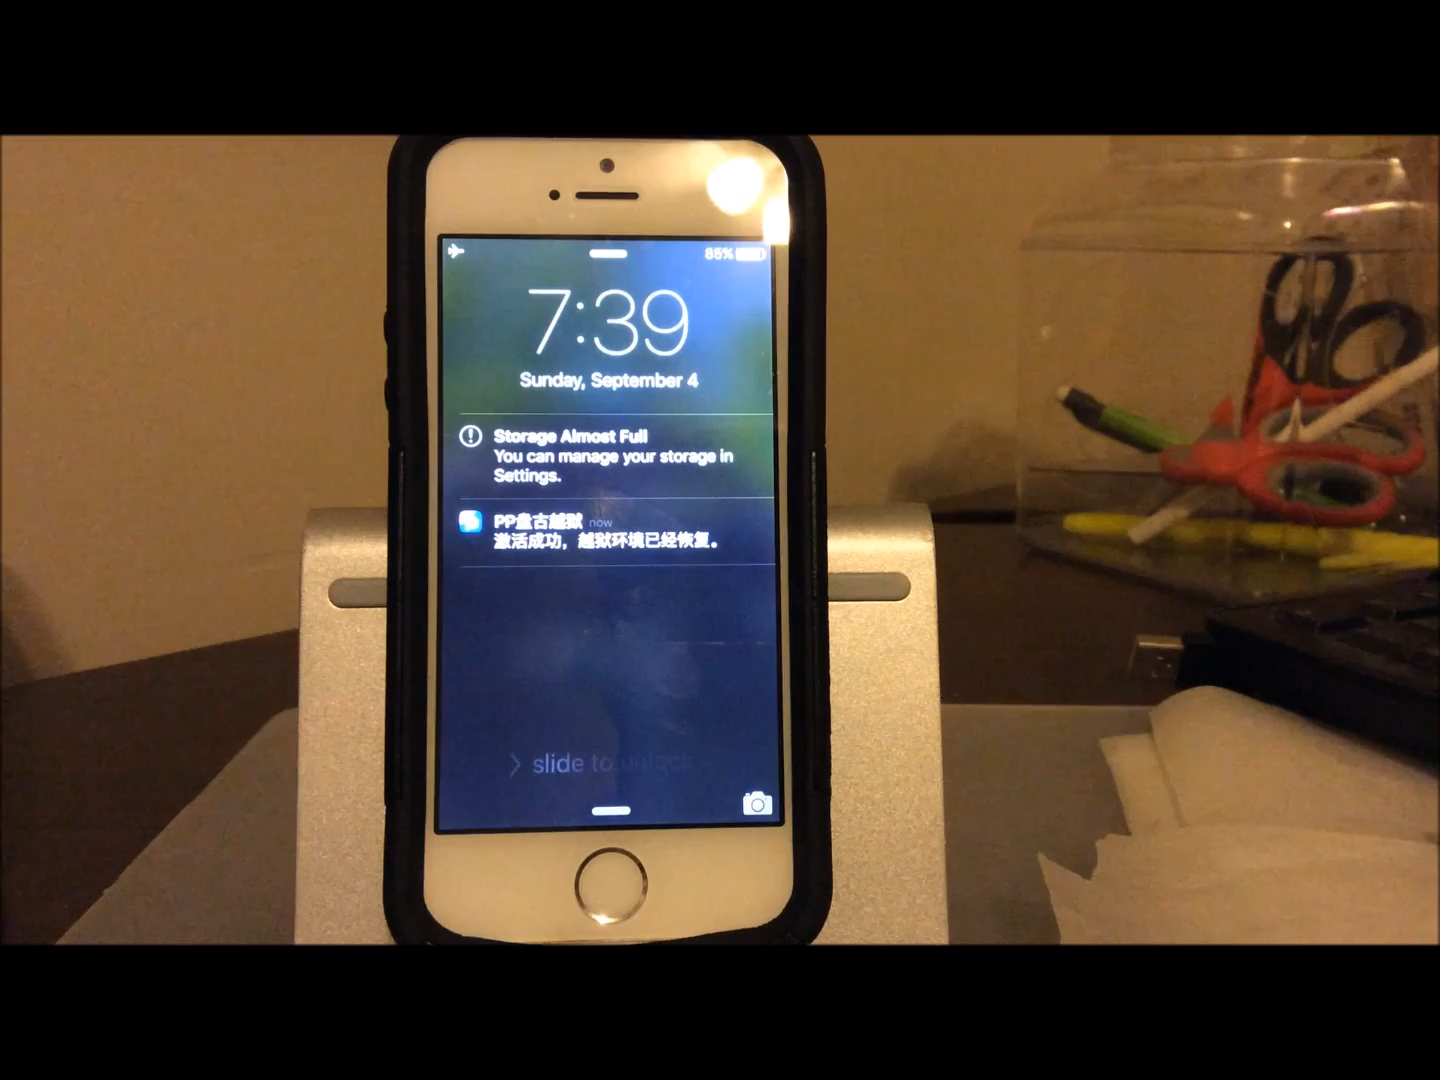 85%
7:39
Sunday, September 4
Storage Almost Full
You can manage your storage in
Settings.
PP盘古越狱 now
激活成功，越狱环境已经恢复。
> slide to unlock